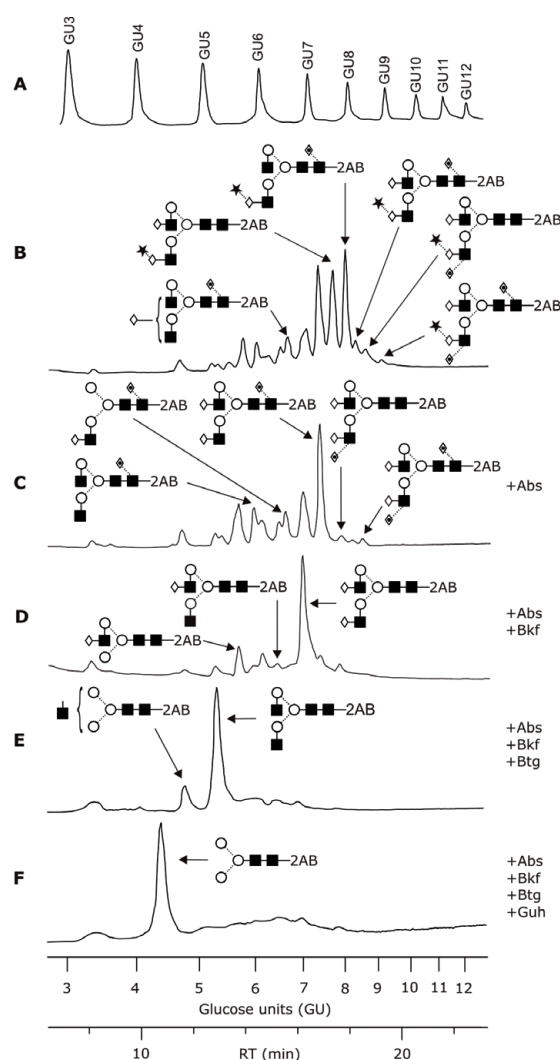 GU3 GU4 GU5 GU6 GU7 GU8 GU9 GU10 GU11 GU12
A
2AB
2AB
2AB
2AB
B
2AB
2AB
2AB
2AB
2AB
2AB
2AB
C
+Abs
2AB
2AB
D
+Abs
+Bkf
2AB
2AB
2AB
E
+Abs
+Bkf
+Btg
2AB
2AB
F
+Abs
+Bkf
+Btg
+Guh
2AB
3 4 5 6 7 8 9 10 11 12
Glucose units (GU)
10 RT (min) 20